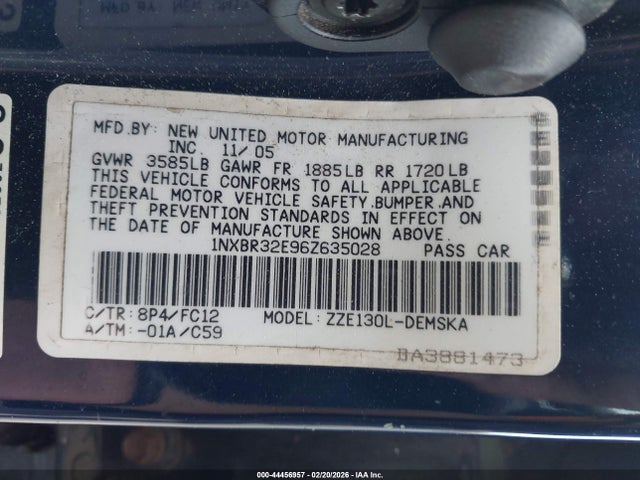 MFD.BY: NEW UNITED MOTOR MANUFACTURING
INC. 11/05
GVWR 3585LB GAWR FR 1885LB RR 1720LB
THIS VEHICLE CONFORMS TO ALL APPLICABLE
FEDERAL MOTOR VEHICLE SAFETY,BUMPER,AND
THEFT PREVENTION STANDARDS IN EFFECT ON
THE DATE OF MANUFACTURE SHOWN ABOVE.
1NXBR32E96Z635028 PASS CAR
C/TR: 8P4/FC12 MODEL: ZZE130L-DEMSKA
A/TM: -01A/C59
DA3881473
000-44456957 - 02/20/2026 - IAA Inc.